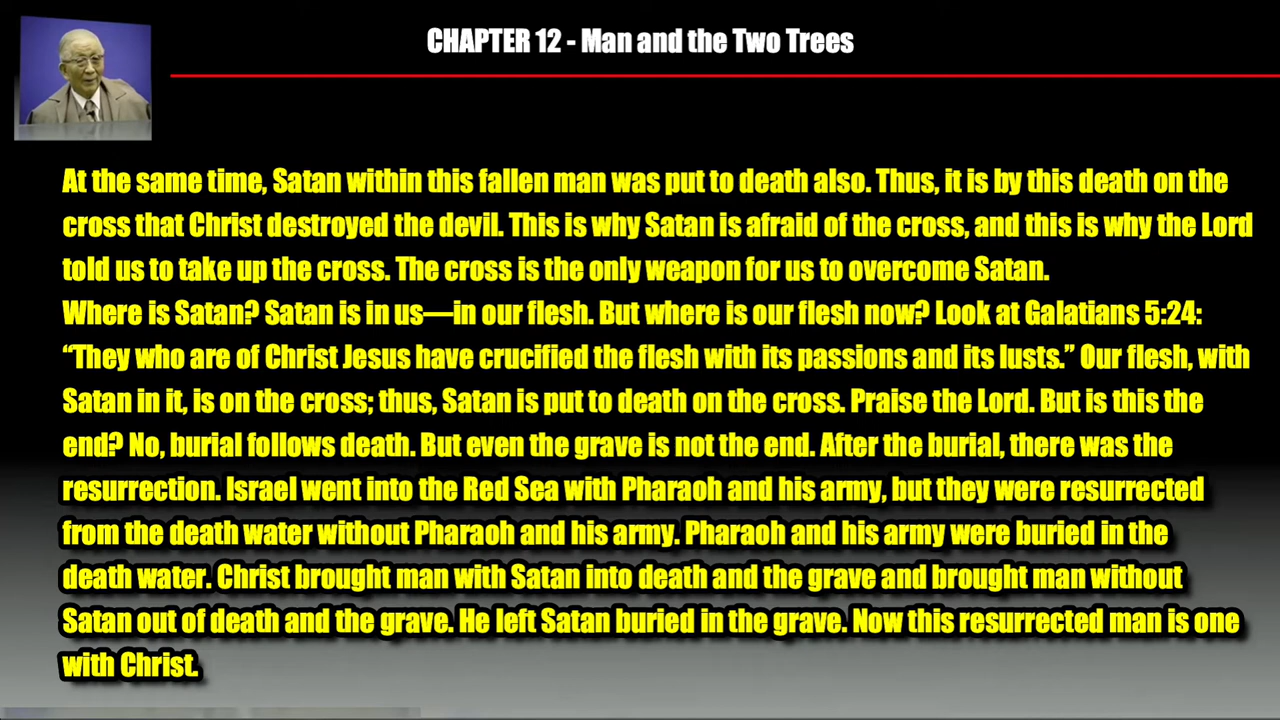 CHAPTER 12 - Man and the Two Trees
At the same time, Satan within this fallen man was put to death also. Thus, it is by this death on the
cross that Christ destroyed the devil. This is why Satan is afraid of the cross, and this is why the Lord
told us to take up the cross. The cross is the only weapon for us to overcome Satan.
Where is Satan? Satan is in us—in our flesh. But where is our flesh now? Look at Galatians 5:24:
“They who are of Christ Jesus have crucified the flesh with its passions and its lusts.” Our flesh, with
Satan in it, is on the cross; thus, Satan is put to death on the cross. Praise the Lord. But is this the
end? No, burial follows death. But even the grave is not the end. After the burial, there was the
resurrection. Israel went into the Red Sea with Pharaoh and his army, but they were resurrected
from the death water without Pharaoh and his army. Pharaoh and his army were buried in the
death water. Christ brought man with Satan into death and the grave and brought man without
Satan out of death and the grave. He left Satan buried in the grave. Now this resurrected man is one
with Christ.